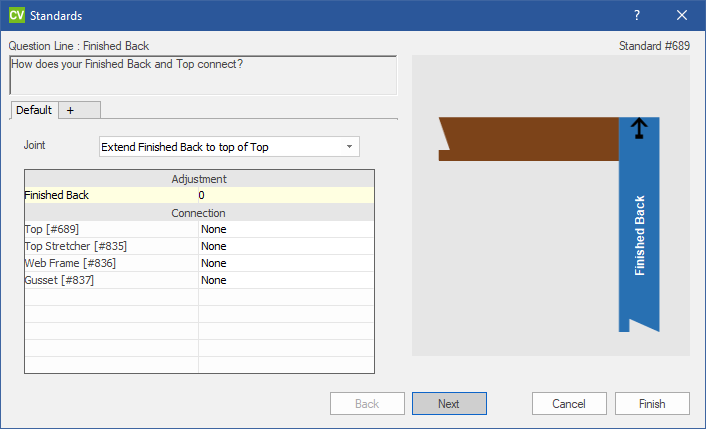 CV Standards
Question Line : Finished Back
Standard #689
How does your Finished Back and Top connect?
Default +
Joint Extend Finished Back to top of Top
Adjustment
Finished Back 0
Connection
Top [#689] None
Top Stretcher [#835] None
Web Frame [#836] None
Gusset [#837] None
Finished Back
Back Next Cancel Finish